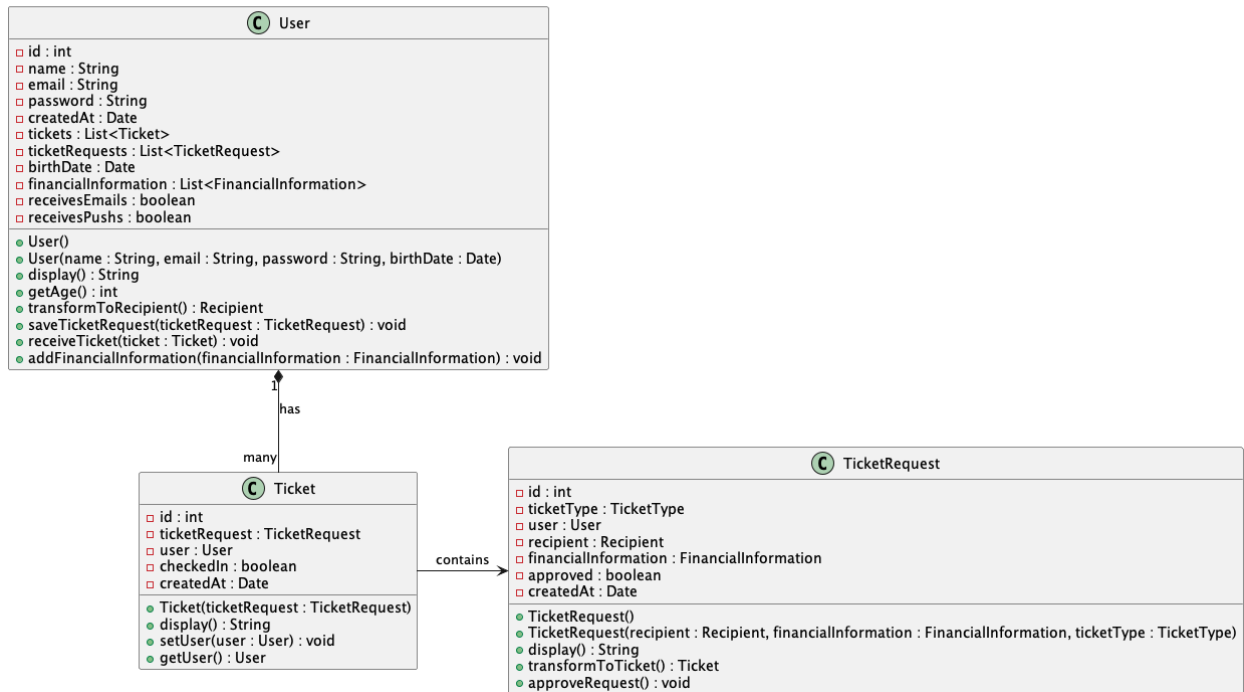 C User
id : int
name : String
email : String
password : String
createdAt : Date
tickets : List<Ticket>
ticketRequests : List<TicketRequest>
birthDate : Date
financialInformation : List<FinancialInformation>
receivesEmails : boolean
receivesPushs : boolean
User()
User(name : String, email : String, password : String, birthDate : Date)
display() : String
getAge() : int
transformToRecipient() : Recipient
saveTicketRequest(ticketRequest : TicketRequest) : void
receiveTicket(ticket : Ticket) : void
addFinancialInformation(financialInformation : FinancialInformation) : void
1
has
many
C Ticket
id : int
ticketRequest : TicketRequest
user : User
checkedIn : boolean
createdAt : Date
Ticket(ticketRequest : TicketRequest)
display() : String
setUser(user : User) : void
getUser() : User
contains
C TicketRequest
id : int
ticketType : TicketType
user : User
recipient : Recipient
financialInformation : FinancialInformation
approved : boolean
createdAt : Date
TicketRequest()
TicketRequest(recipient : Recipient, financialInformation : FinancialInformation, ticketType : TicketType)
display() : String
transformToTicket() : Ticket
approveRequest() : void